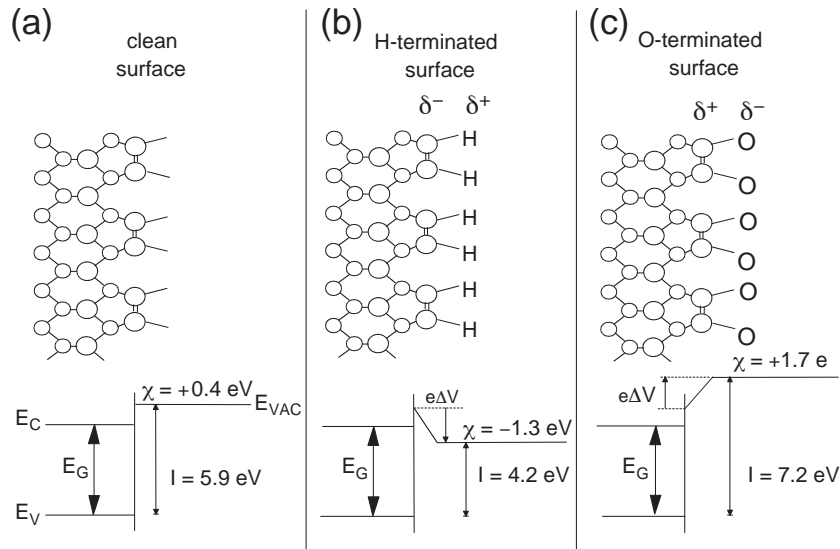 (a)
clean
surface
χ = +0.4 eV
E_VAC
E_C
E_G
I = 5.9 eV
E_V
(b)
H-terminated
surface
δ− δ+
H
H
H
H
H
H
eΔV
χ = −1.3 eV
E_G
I = 4.2 eV
(c)
O-terminated
surface
δ+ δ−
O
O
O
O
O
O
χ = +1.7 e
eΔV
E_G
I = 7.2 eV